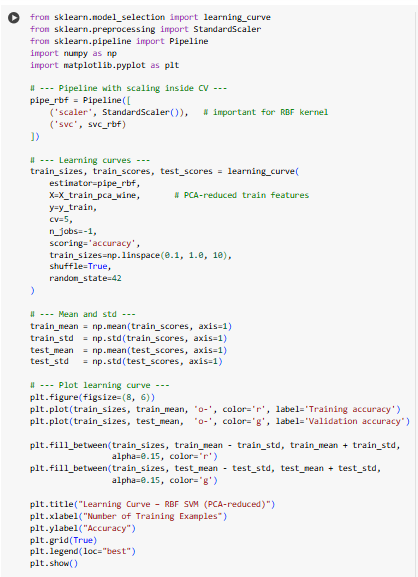 from sklearn.model_selection import learning_curve
from sklearn.preprocessing import StandardScaler
from sklearn.pipeline import Pipeline
import numpy as np
import matplotlib.pyplot as plt

# --- Pipeline with scaling inside CV ---
pipe_rbf = Pipeline([
    ('scaler', StandardScaler()),   # important for RBF kernel
    ('svc', svc_rbf)
])

# --- Learning curves ---
train_sizes, train_scores, test_scores = learning_curve(
    estimator=pipe_rbf,
    X=X_train_pca_wine,        # PCA-reduced train features
    y=y_train,
    cv=5,
    n_jobs=-1,
    scoring='accuracy',
    train_sizes=np.linspace(0.1, 1.0, 10),
    shuffle=True,
    random_state=42
)

# --- Mean and std ---
train_mean = np.mean(train_scores, axis=1)
train_std  = np.std(train_scores, axis=1)
test_mean  = np.mean(test_scores, axis=1)
test_std   = np.std(test_scores, axis=1)

# --- Plot learning curve ---
plt.figure(figsize=(8, 6))
plt.plot(train_sizes, train_mean, 'o-', color='r', label='Training accuracy')
plt.plot(train_sizes, test_mean,  'o-', color='g', label='Validation accuracy')

plt.fill_between(train_sizes, train_mean - train_std, train_mean + train_std,
                 alpha=0.15, color='r')
plt.fill_between(train_sizes, test_mean - test_std, test_mean + test_std,
                 alpha=0.15, color='g')

plt.title("Learning Curve – RBF SVM (PCA-reduced)")
plt.xlabel("Number of Training Examples")
plt.ylabel("Accuracy")
plt.grid(True)
plt.legend(loc="best")
plt.show()